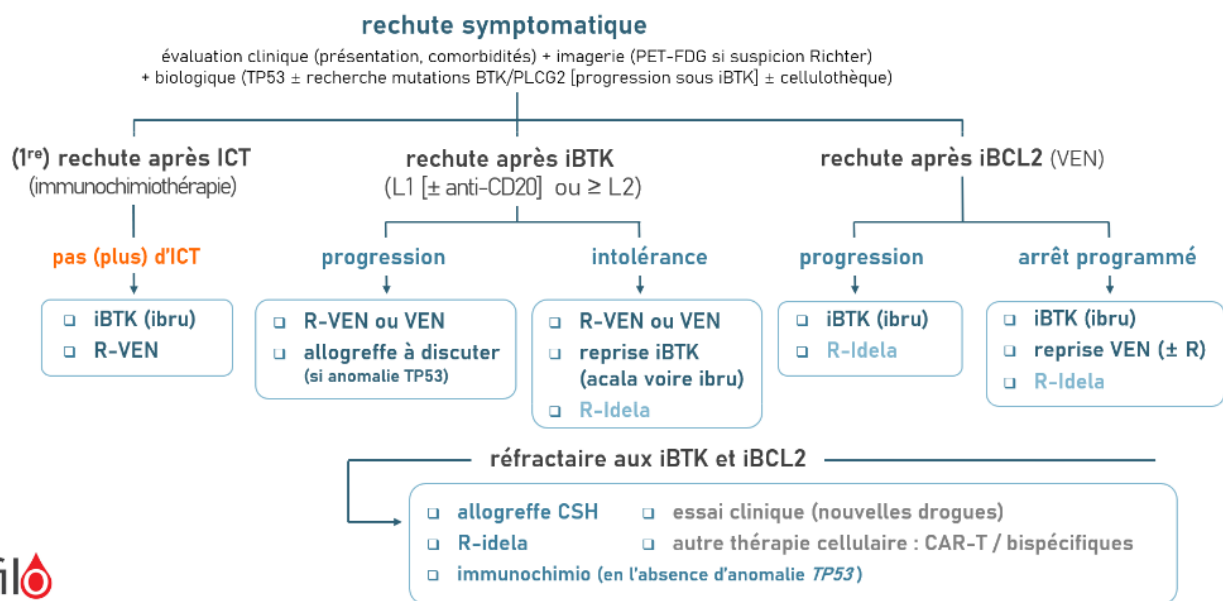 rechute symptomatique
évaluation clinique (présentation, comorbidités) + imagerie (PET-FDG si suspicion Richter)
+ biologique (TP53 ± recherche mutations BTK/PLCG2 [progression sous iBTK] ± cellulothèque)
(1re) rechute après ICT
(immunochimiothérapie)
pas (plus) d'ICT
❑ iBTK (ibru)
❑ R-VEN
rechute après iBTK
(L1 [± anti-CD20] ou ≥ L2)
progression
❑ R-VEN ou VEN
❑ allogreffe à discuter
(si anomalie TP53)
intolérance
❑ R-VEN ou VEN
❑ reprise iBTK
(acala voire ibru)
❑ R-Idela
rechute après iBCL2 (VEN)
progression
❑ iBTK (ibru)
❑ R-Idela
arrêt programmé
❑ iBTK (ibru)
❑ reprise VEN (± R)
❑ R-Idela
réfractaire aux iBTK et iBCL2
❑ allogreffe CSH
❑ R-idela
❑ immunochimio (en l'absence d'anomalie TP53)
❑ essai clinique (nouvelles drogues)
❑ autre thérapie cellulaire : CAR-T / bispécifiques
filo